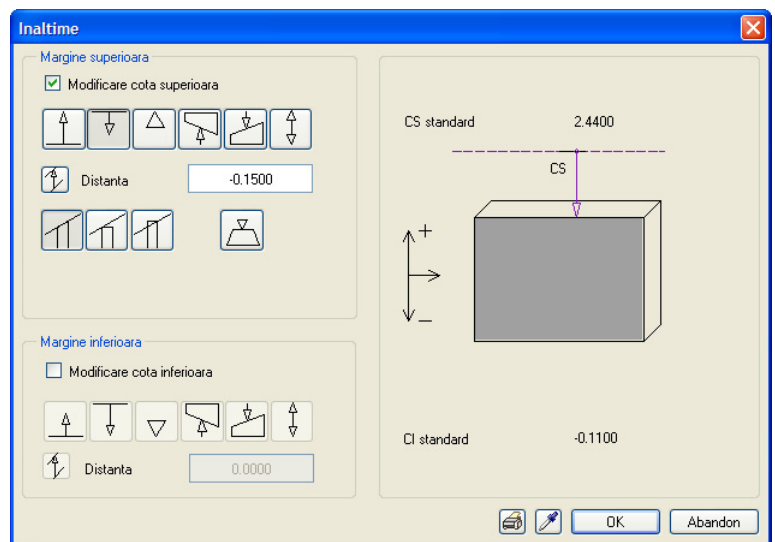 Inaltime
Margine superioara
Modificare cota superioara
Distanta -0.1500
Margine inferioara
Modificare cota inferioara
Distanta 0.0000
CS standard 2.4400
CS
+
–
CI standard -0.1100
OK Abandon